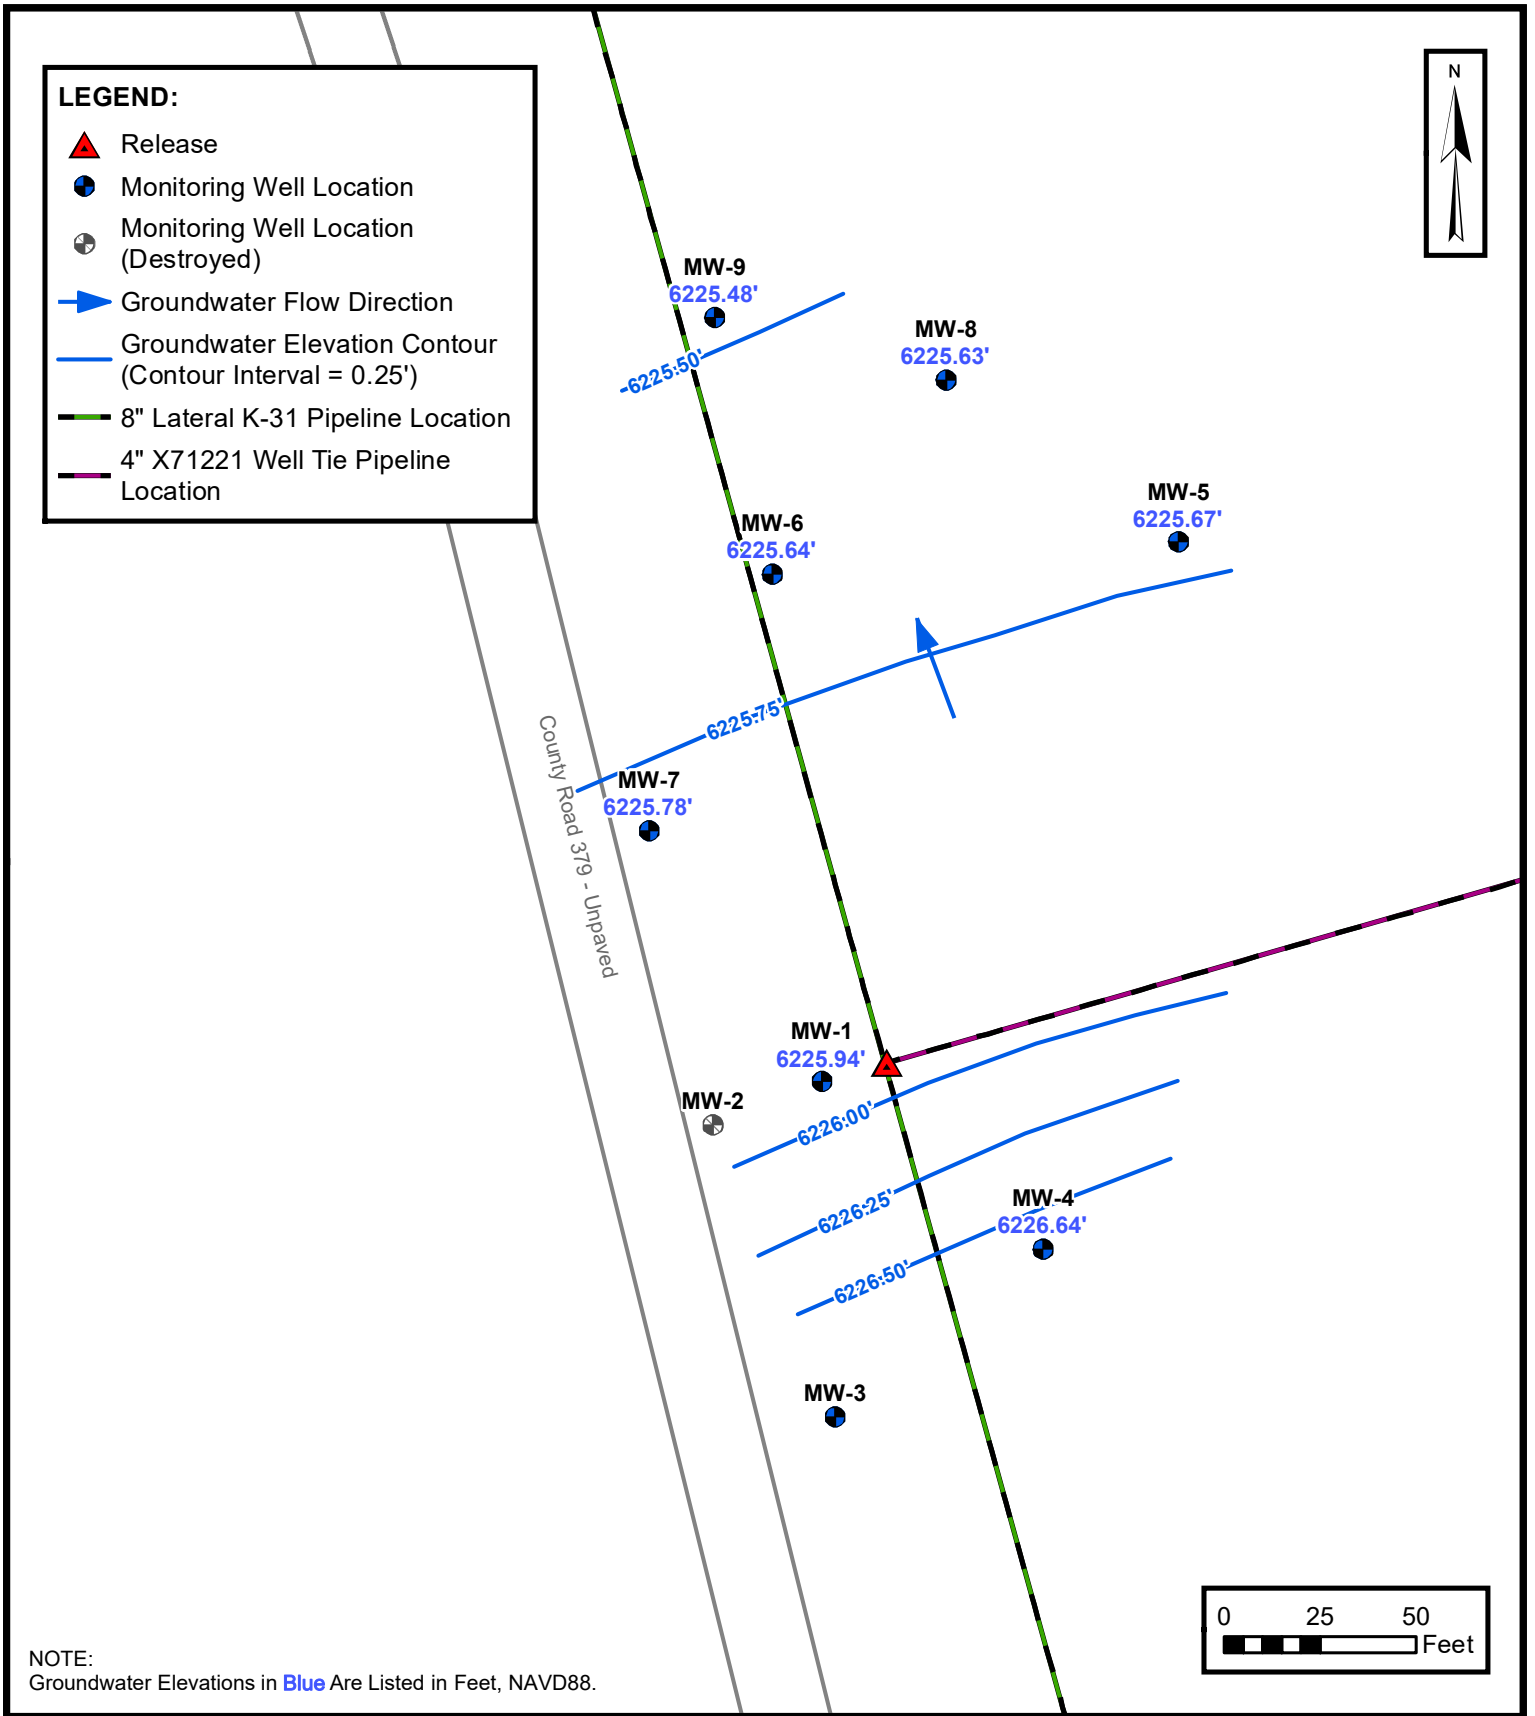 LEGEND:
Release
Monitoring Well Location
Monitoring Well Location
(Destroyed)
Groundwater Flow Direction
Groundwater Elevation Contour
(Contour Interval = 0.25')
8" Lateral K-31 Pipeline Location
4" X71221 Well Tie Pipeline
Location
N
MW-9
6225.48'
6225.50'
MW-8
6225.63'
MW-5
6225.67'
MW-6
6225.64'
6225.75'
MW-7
6225.78'
County Road 379 - Unpaved
MW-1
6225.94'
MW-2
6226.00'
6226.25'
MW-4
6226.64'
6226.50'
MW-3
0 25 50
Feet
NOTE:
Groundwater Elevations in Blue Are Listed in Feet, NAVD88.